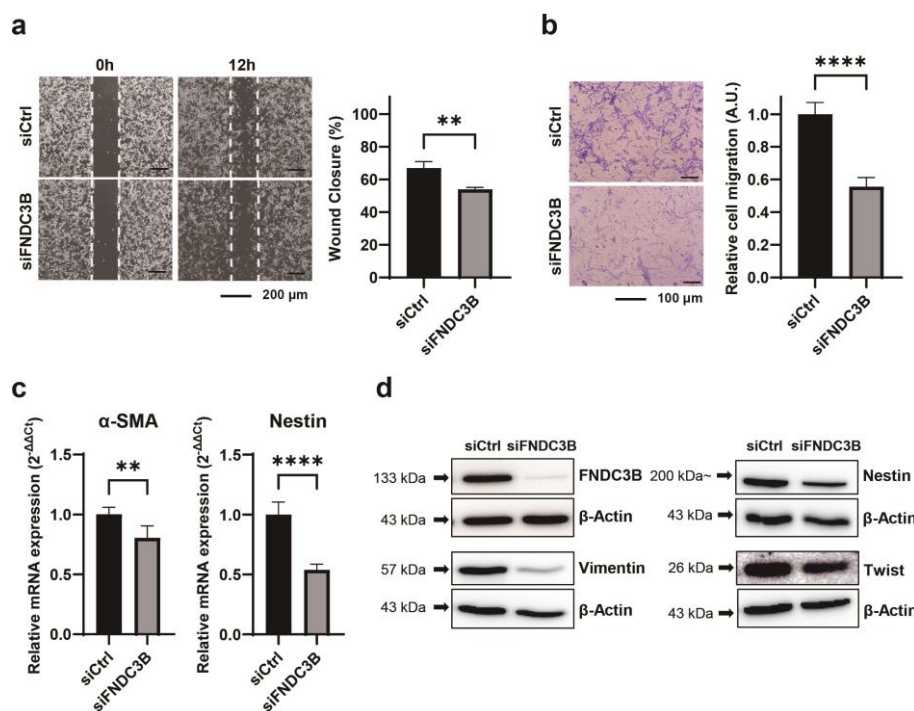 a
0h 12h
siCtrl
siFNDC3B
200 μm
Wound Closure (%)
100
80
60
40
20
0
**
siCtrl
siFNDC3B
b
siCtrl
siFNDC3B
100 μm
Relative cell migration (A.U.)
1.0
0.8
0.6
0.4
0.2
0.0
****
siCtrl
siFNDC3B
c
α-SMA
Relative mRNA expression (2-ΔΔCt)
1.5
1.0
0.5
0.0
**
siCtrl
siFNDC3B
Nestin
Relative mRNA expression (2-ΔΔCt)
1.5
1.0
0.5
0.0
****
siCtrl
siFNDC3B
d
siCtrl siFNDC3B
133 kDa FNDC3B
43 kDa β-Actin
57 kDa Vimentin
43 kDa β-Actin
siCtrl siFNDC3B
200 kDa~ Nestin
43 kDa β-Actin
26 kDa Twist
43 kDa β-Actin